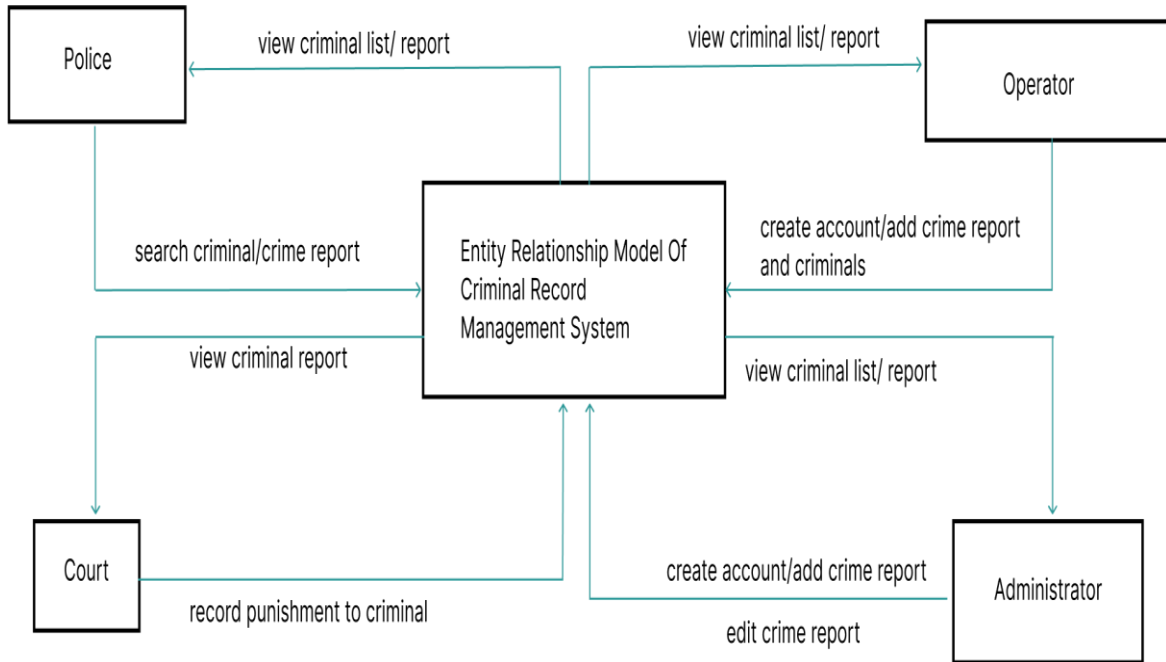 Police
view criminal list/ report
view criminal list/ report
Operator
search criminal/crime report
Entity Relationship Model Of
Criminal Record
Management System
create account/add crime report
and criminals
view criminal report
view criminal list/ report
Court
record punishment to criminal
create account/add crime report
edit crime report
Administrator